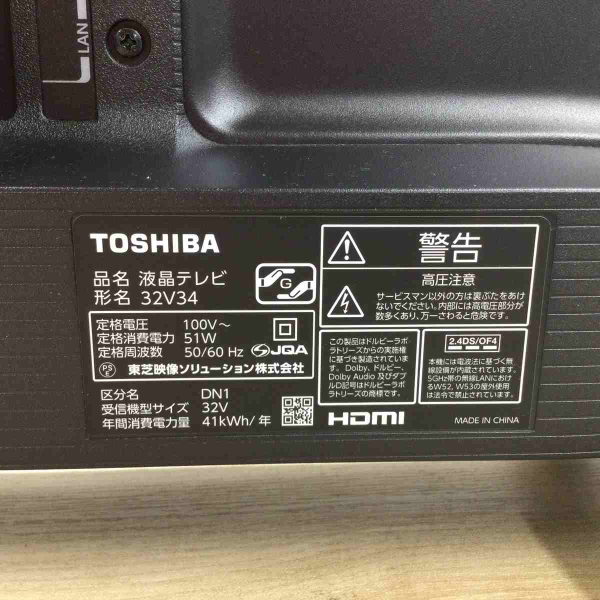 LAN
TOSHIBA
品名 液晶テレビ
形名 32V34
G
定格電圧 100V～
定格消費電力 51W
定格周波数 50/60 Hz
JQA
PS
E
東芝映像ソリューション株式会社
区分名 DN1
受信機型サイズ 32V
年間消費電力量 41kWh/年
警告
高圧注意
サービスマン以外の方は裏ぶたをあけ
ないでください。内部には高電圧部分が
数多くあり、万一さわると危険です。
この製品はドルビーラボ
ラトリーズからの実施権
に基づき製造されていま
す。Dolby、ドルビー、
Dolby Audio 及びダブ
ルD記号はドルビーラボ
ラトリーズの商標です。
2.4DS/OF4
本機には電波法に基づく無
線設備が内蔵されています。
5GHz帯の無線LANにおける
W52、W53の屋外使用
は法令で禁止されています。
HDMI
MADE IN CHINA